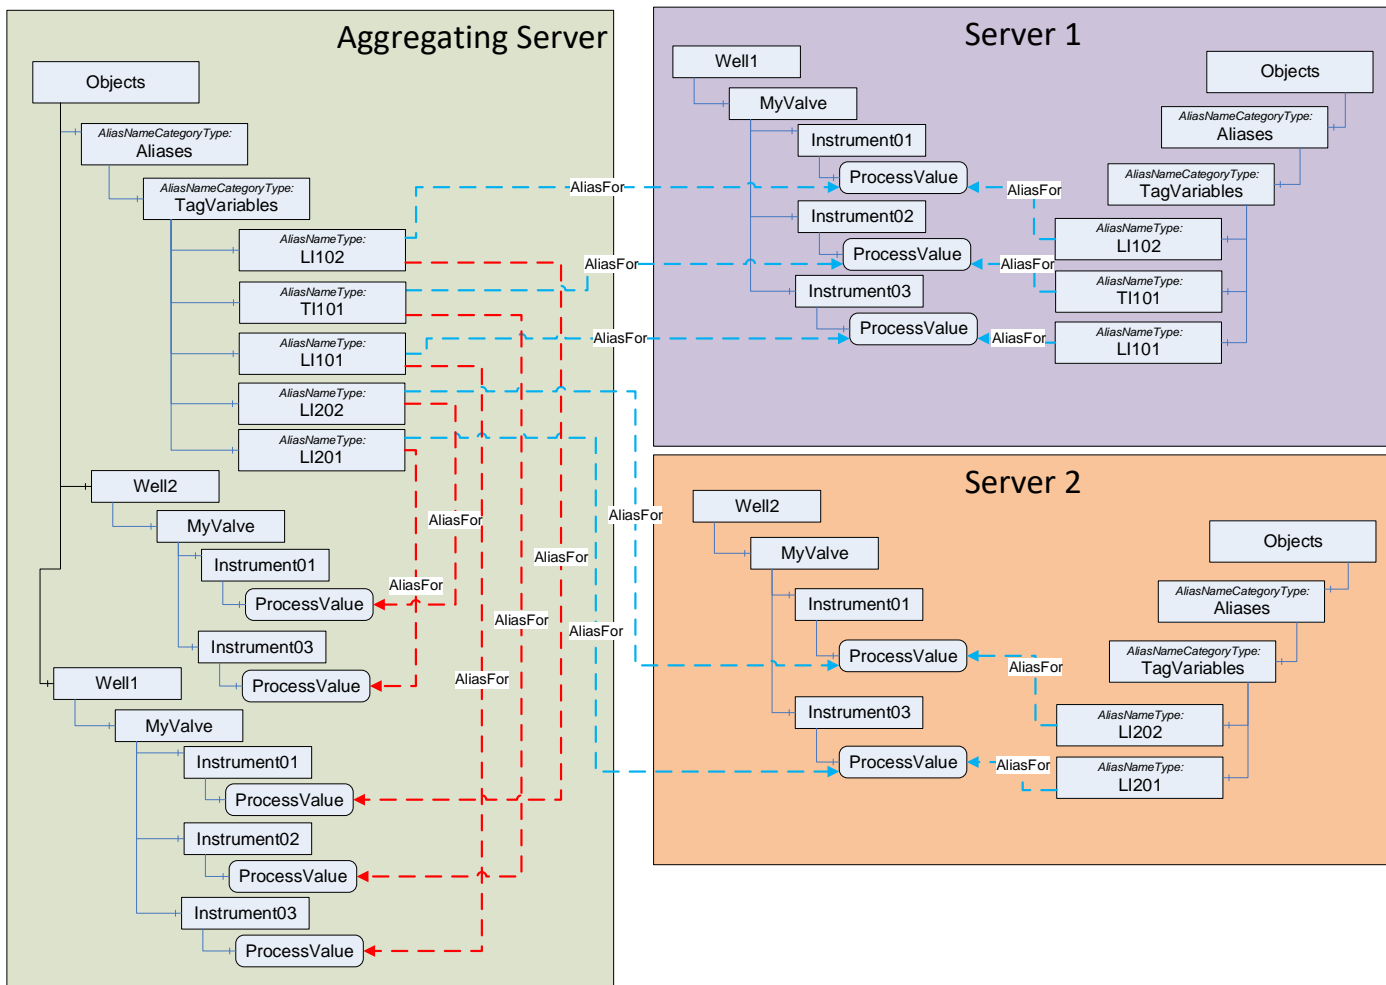 Aggregating Server
Objects
AliasNameCategoryType:
Aliases
AliasNameCategoryType:
TagVariables
AliasNameType:
LI102
AliasNameType:
TI101
AliasNameType:
LI101
AliasNameType:
LI202
AliasNameType:
LI201
Well2
MyValve
Instrument01
ProcessValue
Instrument03
ProcessValue
Well1
MyValve
Instrument01
ProcessValue
Instrument02
ProcessValue
Instrument03
ProcessValue
AliasFor
AliasFor
AliasFor
AliasFor
AliasFor
AliasFor
AliasFor
AliasFor
AliasFor
AliasFor
Server 1
Well1
MyValve
Instrument01
ProcessValue
Instrument02
ProcessValue
Instrument03
ProcessValue
AliasFor
AliasFor
AliasFor
Objects
AliasNameCategoryType:
Aliases
AliasNameCategoryType:
TagVariables
AliasNameType:
LI102
AliasNameType:
TI101
AliasNameType:
LI101
Server 2
Well2
MyValve
Instrument01
ProcessValue
Instrument03
ProcessValue
AliasFor
AliasFor
Objects
AliasNameCategoryType:
Aliases
AliasNameCategoryType:
TagVariables
AliasNameType:
LI202
AliasNameType:
LI201